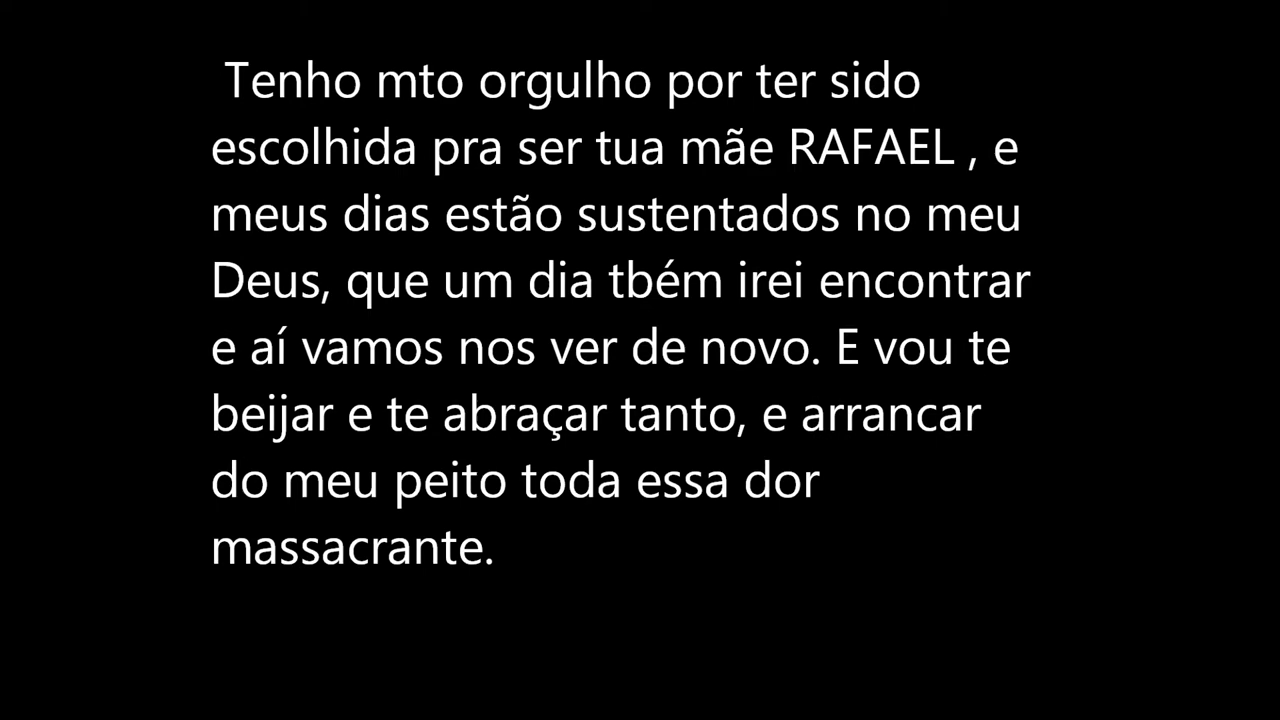 Tenho mto orgulho por ter sido
escolhida pra ser tua mãe RAFAEL , e
meus dias estão sustentados no meu
Deus, que um dia tbém irei encontrar
e aí vamos nos ver de novo. E vou te
beijar e te abraçar tanto, e arrancar
do meu peito toda essa dor
massacrante.